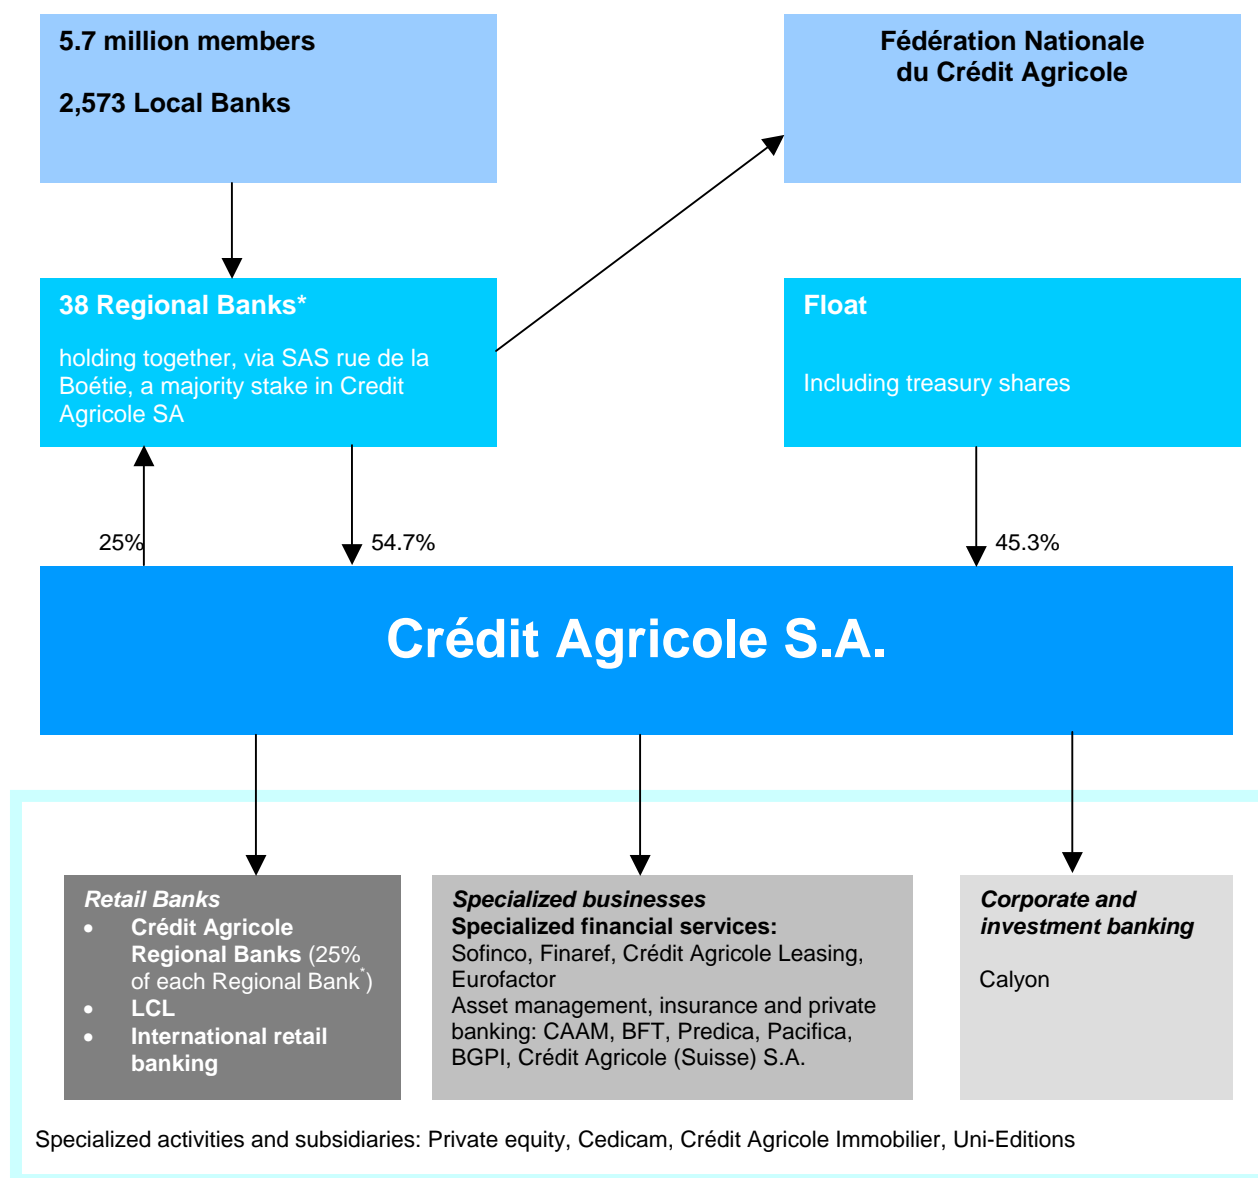 5.7 million members
2,573 Local Banks
Fédération Nationale
du Crédit Agricole
38 Regional Banks*
holding together, via SAS rue de la
Boétie, a majority stake in Credit
Agricole SA
Float
Including treasury shares
25%
54.7%
45.3%
Crédit Agricole S.A.
Retail Banks
• Crédit Agricole
Regional Banks (25%
of each Regional Bank*)
• LCL
• International retail
banking
Specialized businesses
Specialized financial services:
Sofinco, Finaref, Crédit Agricole Leasing,
Eurofactor
Asset management, insurance and private
banking: CAAM, BFT, Predica, Pacifica,
BGPI, Crédit Agricole (Suisse) S.A.
Corporate and
investment banking
Calyon
Specialized activities and subsidiaries: Private equity, Cedicam, Crédit Agricole Immobilier, Uni-Editions